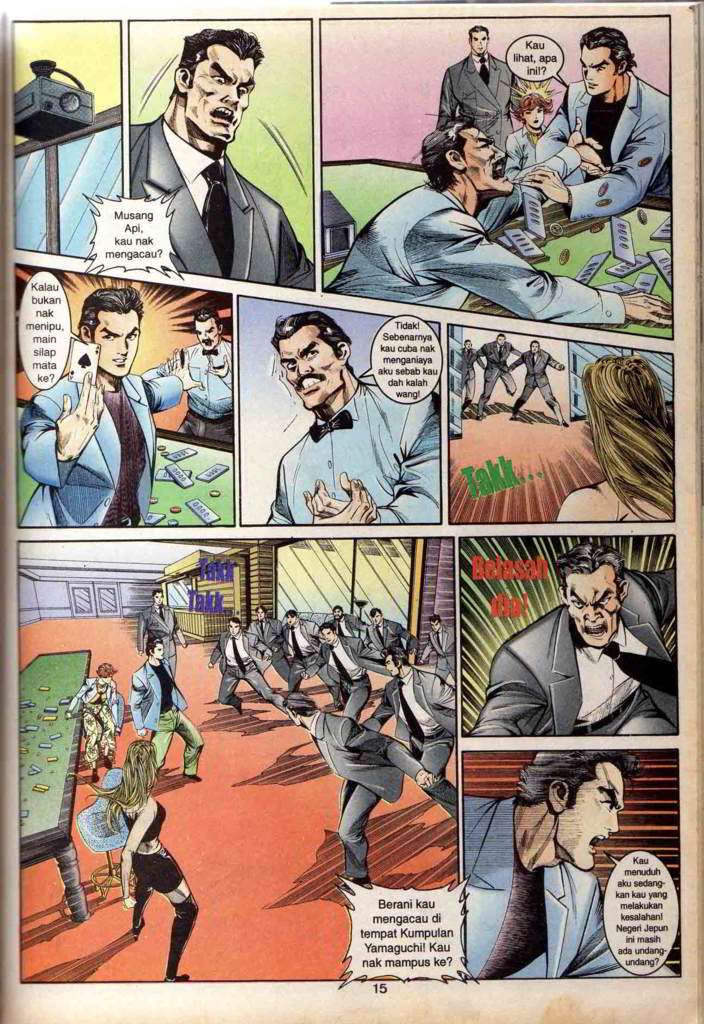 Kau
lihat, apa
ini!?
Musang
Api,
kau nak
mengacau?
Kalau
bukan
nak
menipu,
main
silap
mata
ke?
Tidak!
Sebenarnya
kau cuba nak
menganiaya
aku sebab kau
dah kalah
wang!
Takk...
Takk
Takk...
Belasah
dia!
Berani kau
mengacau di
tempat Kumpulan
Yamaguchi! Kau
nak mampus ke?
Kau
menuduh
aku sedang-
kan kau yang
melakukan
kesalahan!
Negeri Jepun
ini masih
ada undang-
undang?
15